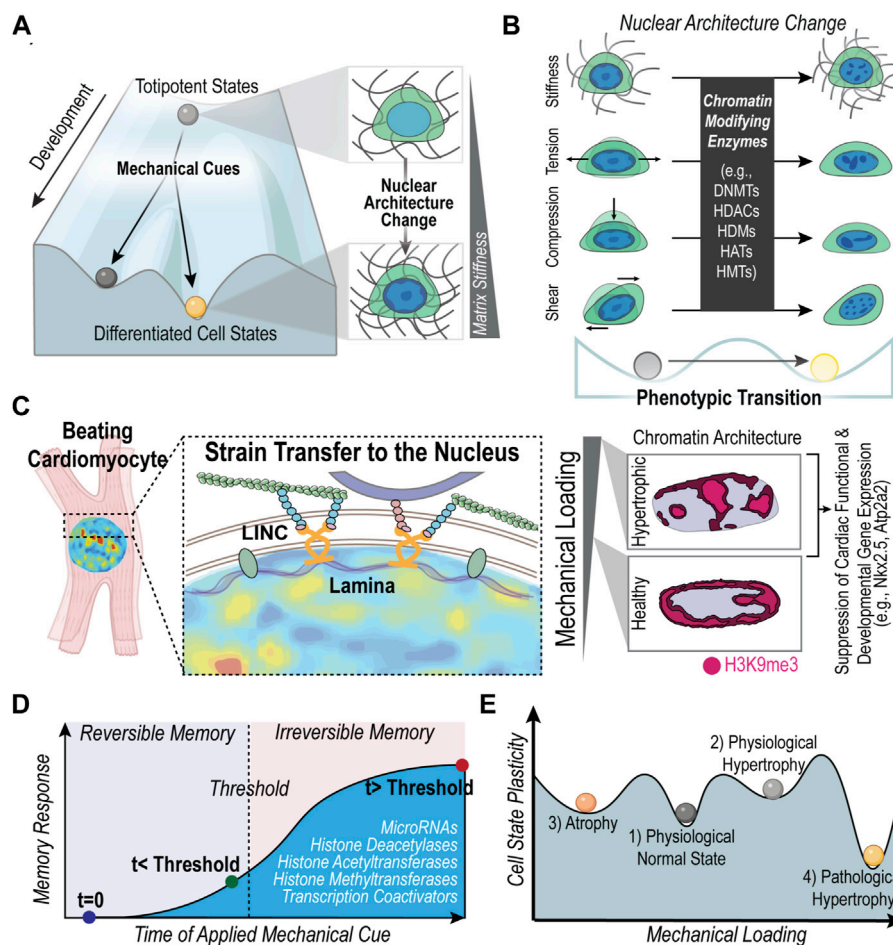 A
Totipotent States
Development
Mechanical Cues
Differentiated Cell States
Nuclear
Architecture
Change
Matrix Stiffness
B
Nuclear Architecture Change
Stiffness
Tension
Compression
Shear
Chromatin
Modifying
Enzymes
(e.g.,
DNMTs
HDACs
HDMs
HATs
HMTs)
Phenotypic Transition
C
Beating
Cardiomyocyte
Strain Transfer to the Nucleus
LINC
Lamina
Mechanical Loading
Chromatin Architecture
Hypertrophic
Healthy
H3K9me3
Suppression of Cardiac Functional &
Developmental Gene Expression
(e.g., Nkx2.5, Atp2a2)
D
Reversible Memory
Irreversible Memory
Threshold
t> Threshold
t< Threshold
t=0
MicroRNAs
Histone Deacetylases
Histone Acetyltransferases
Histone Methyltransferases
Transcription Coactivators
Memory Response
Time of Applied Mechanical Cue
E
Cell State Plasticity
2) Physiological
Hypertrophy
3) Atrophy
1) Physiological
Normal State
4) Pathological
Hypertrophy
Mechanical Loading